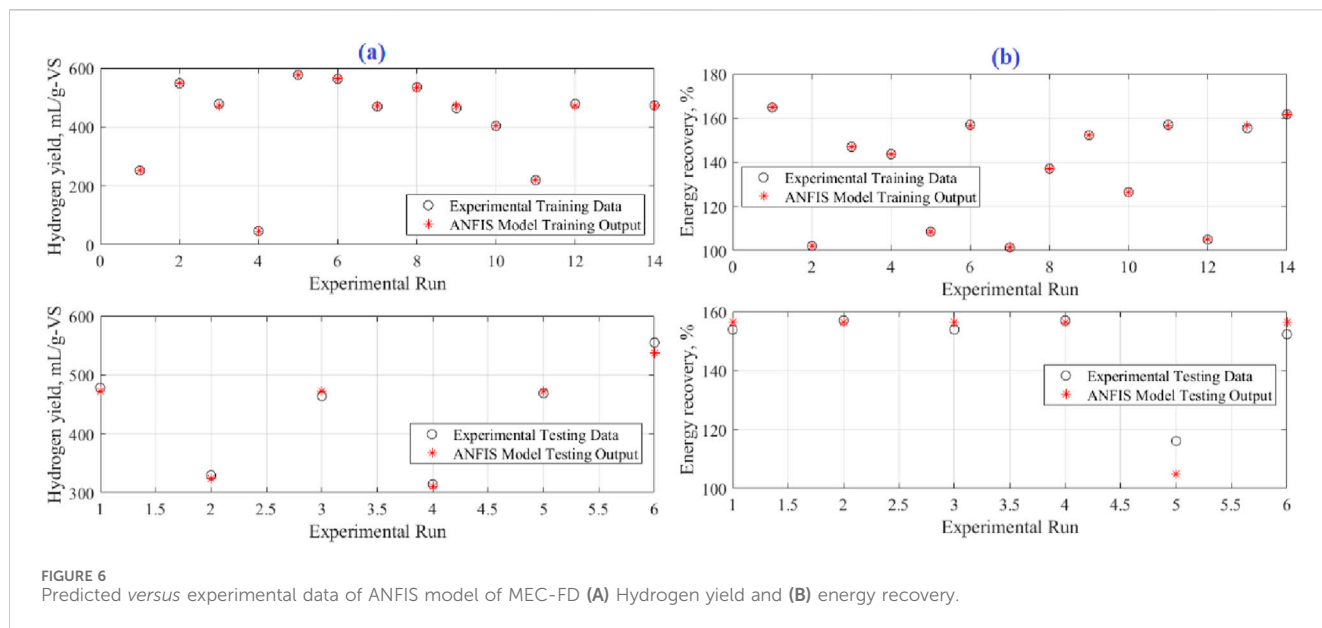 (a)
Hydrogen yield, mL/g-VS
600
400
200
0
Experimental Training Data
ANFIS Model Training Output
0 2 4 6 8 10 12 14
Experimental Run
(b)
Energy recovery, %
180
160
140
120
100
Experimental Training Data
ANFIS Model Training Output
0 2 4 6 8 10 12 14
Experimental Run
Hydrogen yield, mL/g-VS
600
500
400
300
Experimental Testing Data
ANFIS Model Testing Output
1 1.5 2 2.5 3 3.5 4 4.5 5 5.5 6
Experimental Run
Energy recovery, %
160
140
120
100
Experimental Testing Data
ANFIS Model Testing Output
1 1.5 2 2.5 3 3.5 4 4.5 5 5.5 6
Experimental Run
FIGURE 6
Predicted versus experimental data of ANFIS model of MEC-FD (A) Hydrogen yield and (B) energy recovery.